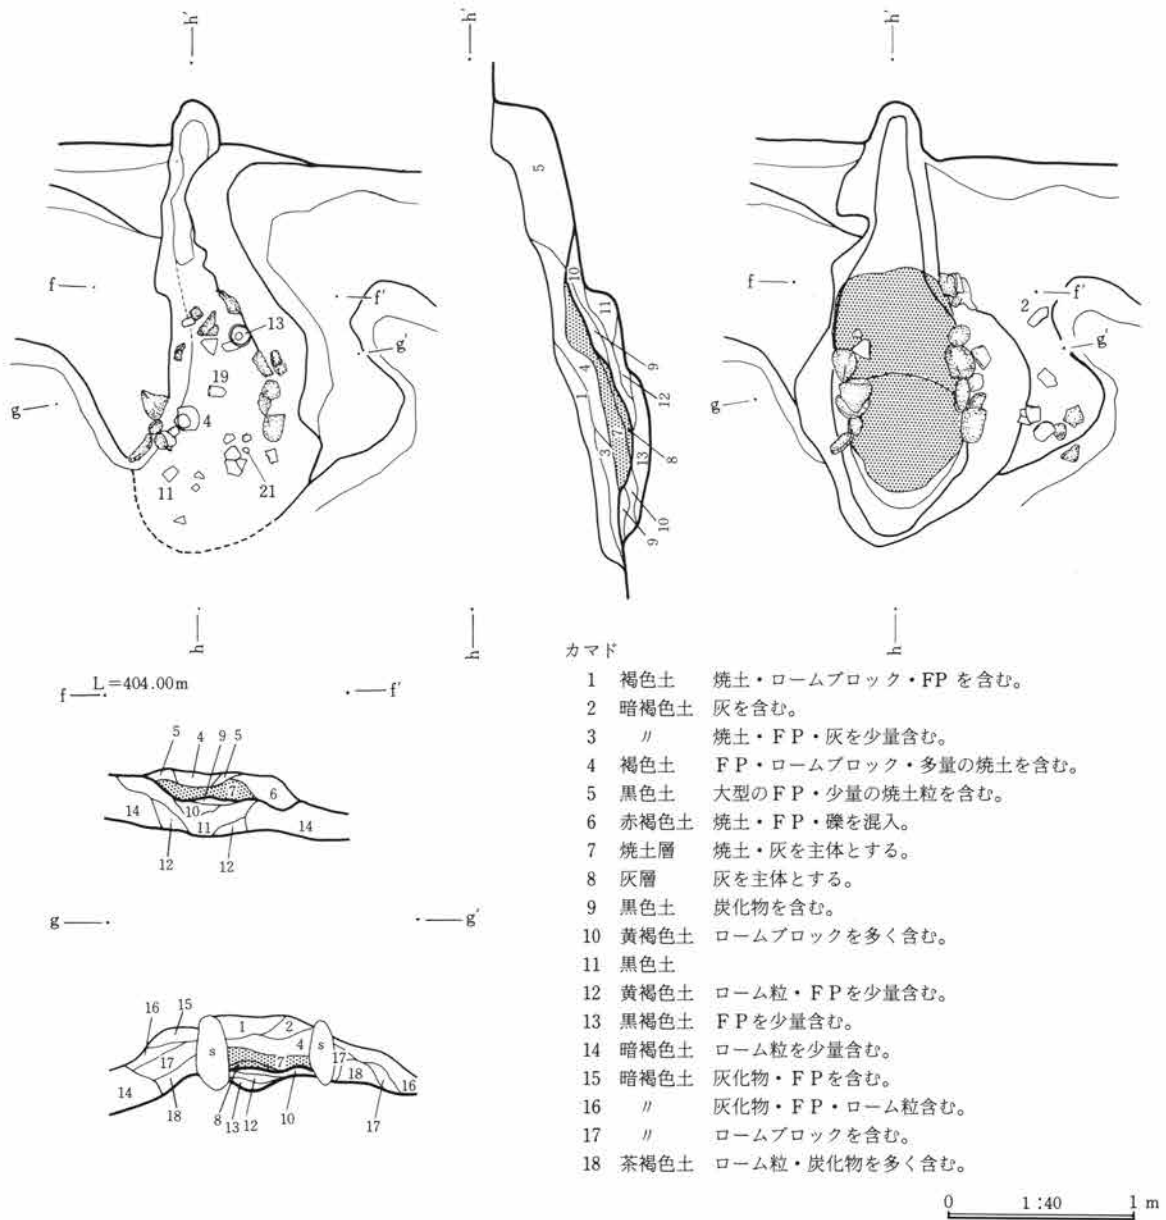 h′
h′
h′
f
f′
13
g′
19
g
4
11
21
h
5
10
11
9
4
12
1
7
8
3
13
10
9
h
f
2
f′
g′
g
h
L=404.00m
f
f′
5 4 9 5
7
6
14
10
11
14
12
12
g
g′
16
15
1
2
s
4
s
17
17
7
18
14
16
18
8 13 12
10
17
カマド
1 褐色土 焼土・ロームブロック・FP を含む。
2 暗褐色土 灰を含む。
3 〃 焼土・FP・灰を少量含む。
4 褐色土 FP・ロームブロック・多量の焼土を含む。
5 黒色土 大型のFP・少量の焼土粒を含む。
6 赤褐色土 焼土・FP・礫を混入。
7 焼土層 焼土・灰を主体とする。
8 灰層 灰を主体とする。
9 黒色土 炭化物を含む。
10 黄褐色土 ロームブロックを多く含む。
11 黒色土
12 黄褐色土 ローム粒・FPを少量含む。
13 黒褐色土 FPを少量含む。
14 暗褐色土 ローム粒を少量含む。
15 暗褐色土 灰化物・FPを含む。
16 〃 灰化物・FP・ローム粒含む。
17 〃 ロームブロックを含む。
18 茶褐色土 ローム粒・炭化物を多く含む。
0 1:40 1 m